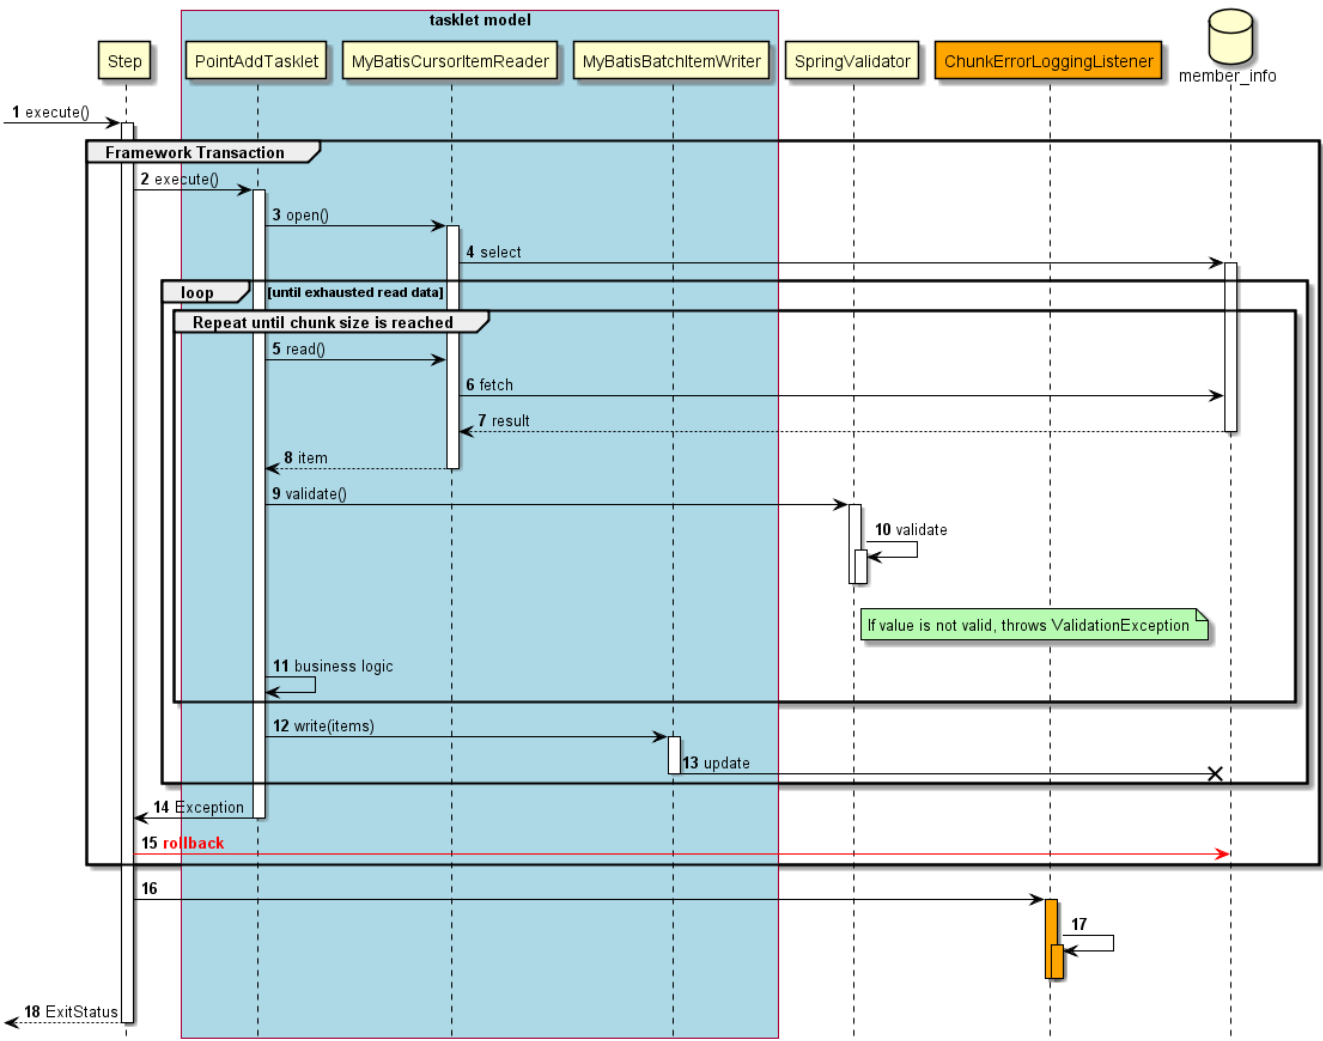 tasklet model
Step
PointAddTasklet
MyBatisCursorItemReader
MyBatisBatchItemWriter
SpringValidator
ChunkErrorLoggingListener
member_info
1 execute()
Framework Transaction
2 execute()
3 open()
4 select
loop [until exhausted read data]
Repeat until chunk size is reached
5 read()
6 fetch
7 result
8 item
9 validate()
10 validate
If value is not valid, throws ValidationException
11 business logic
12 write(items)
13 update
14 Exception
15 rollback
16
17
18 ExitStatus